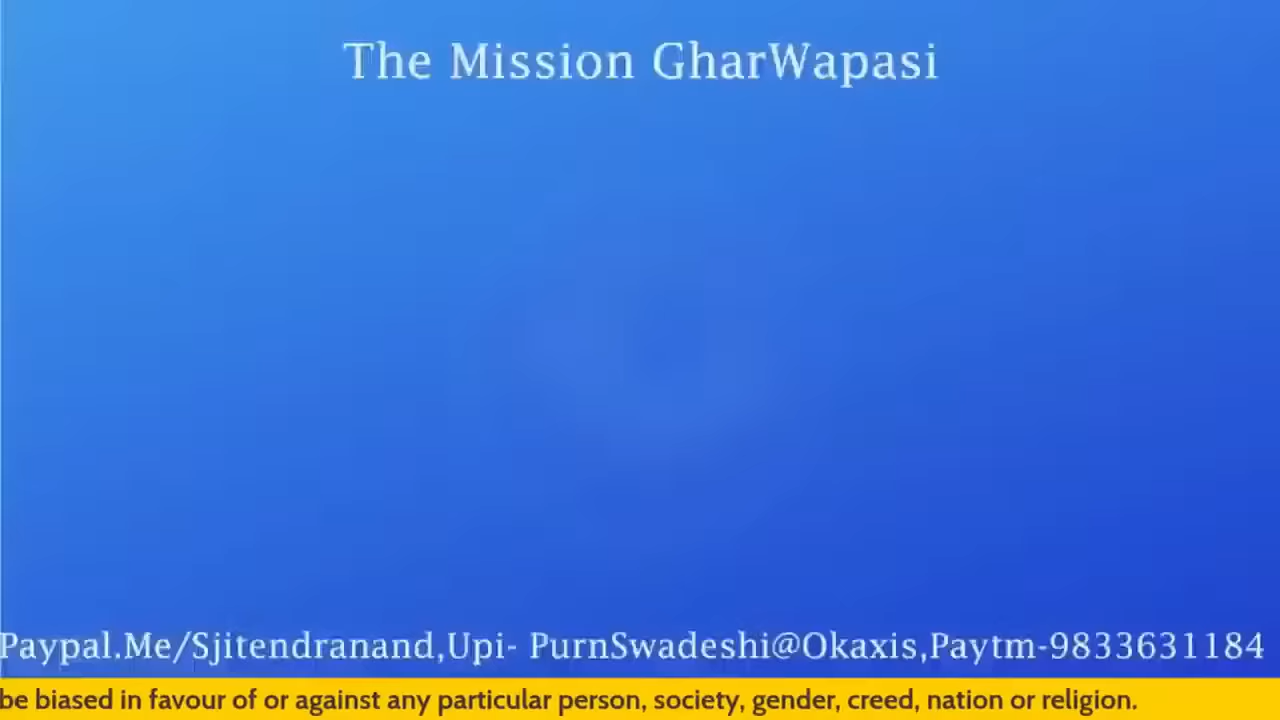 The Mission GharWapasi
Paypal.Me/Sjitendranand,Upi- PurnSwadeshi@Okaxis,Paytm-9833631184
be biased in favour of or against any particular person, society, gender, creed, nation or religion.